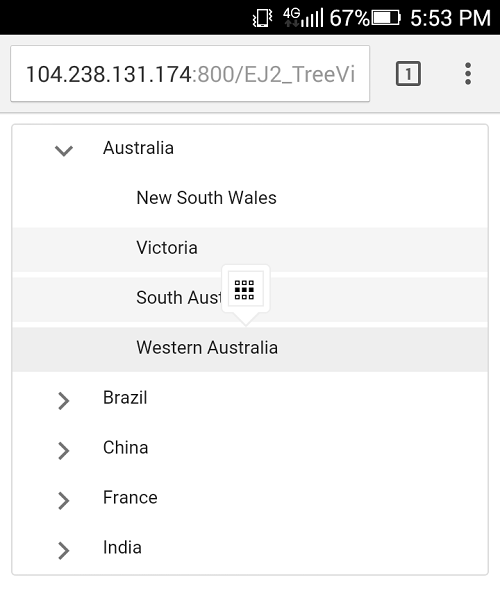 4G 67% 5:53 PM
104.238.131.174:800/EJ2_TreeVi
1
Australia
New South Wales
Victoria
South Aust
Western Australia
Brazil
China
France
India